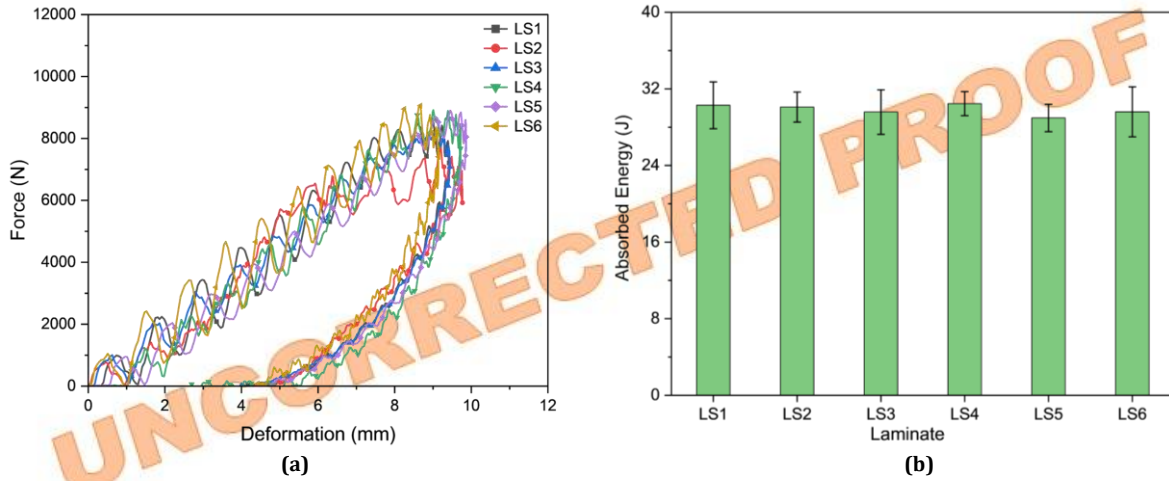 12000
10000
8000
6000
4000
2000
0
Force (N)
0 2 4 6 8 10 12
Deformation (mm)
LS1
LS2
LS3
LS4
LS5
LS6
(a)
40
32
24
16
8
0
Absorbed Energy (J)
LS1 LS2 LS3 LS4 LS5 LS6
Laminate
(b)
UNCORRECTED PROOF